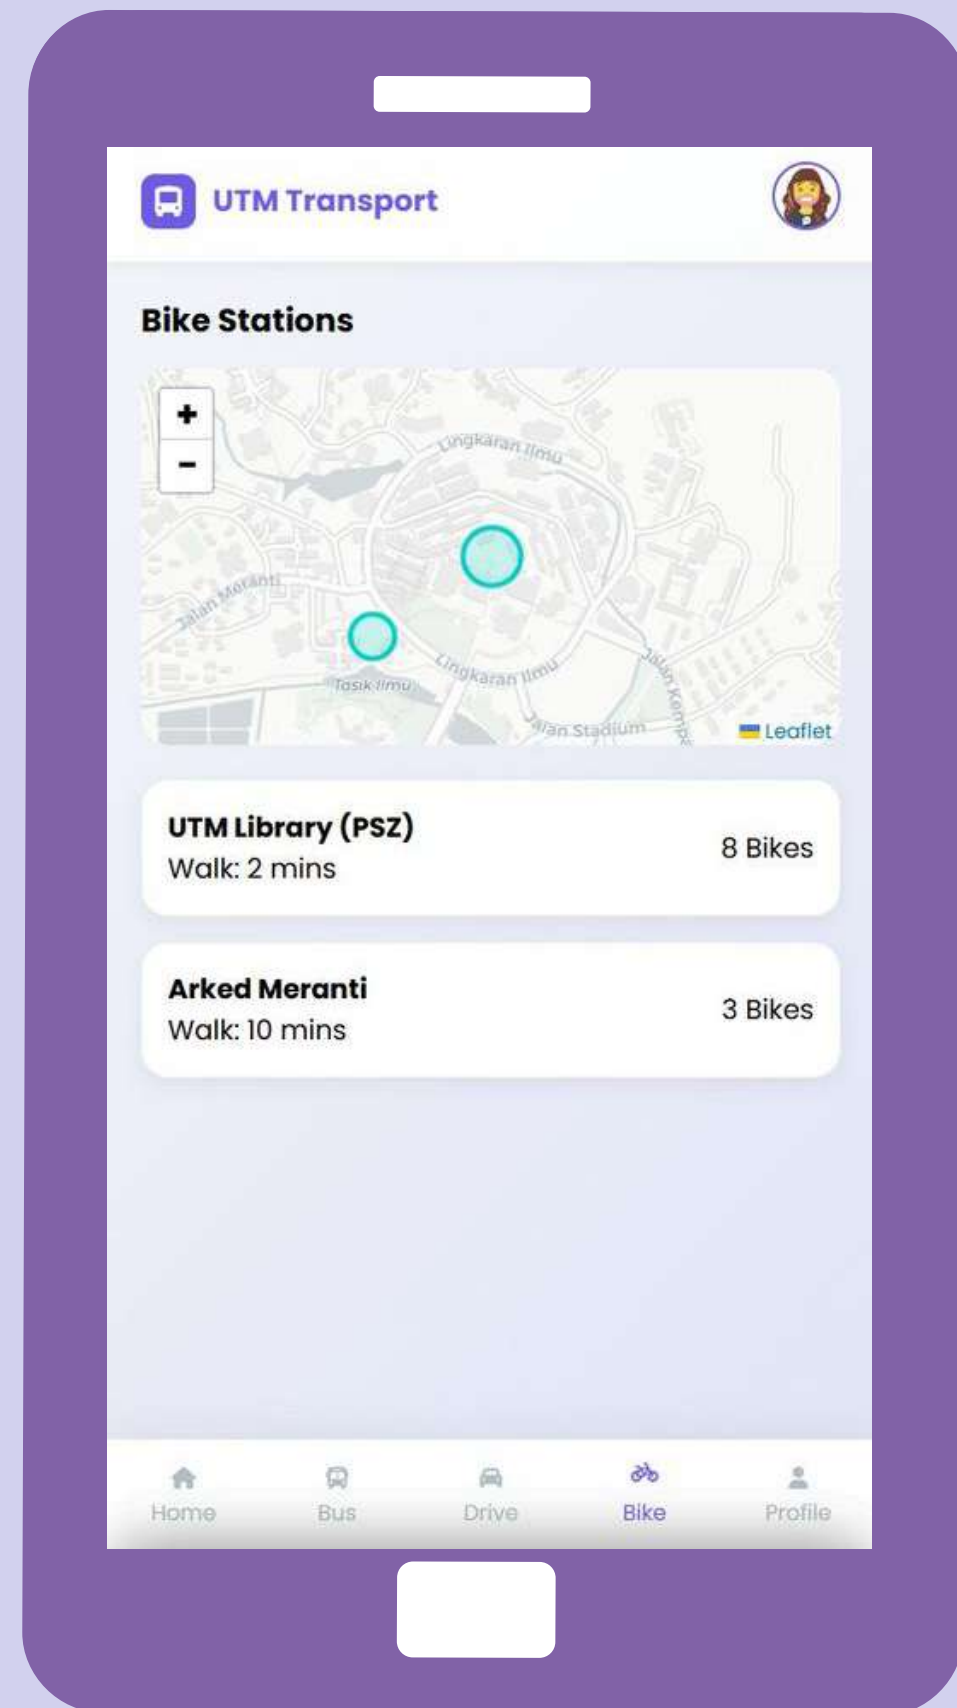 UTM Transport
Bike Stations
+
-
Lingkaran Ilmu
Jalan Meranti
Tasik Ilmu
Lingkaran Ilmu
Jalan Stadium
Leaflet
UTM Library (PSZ)
Walk: 2 mins
8 Bikes
Arked Meranti
Walk: 10 mins
3 Bikes
Home
Bus
Drive
Bike
Profile